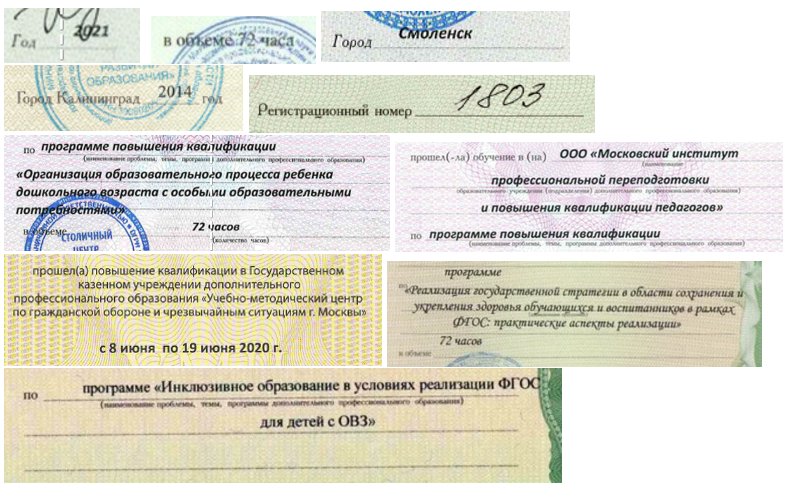 Год 2021
в объеме 72 часа
Город Смоленск
РАЗВИТИЯ
ОБРАЗОВАНИЯ»
Город Калининград 2014 год
Регистрационный номер 1803
по программе повышения квалификации
(наименование проблемы, темы, программы дополнительного профессионального образования)
«Организация образовательного процесса ребенка
дошкольного возраста с особыми образовательными
потребностями»
в объеме 72 часов
(количество часов)
СТОЛИЧНЫЙ
ЦЕНТР
прошел(-ла) обучение в (на) ООО «Московский институт
(наименование)
профессиональной переподготовки
образовательного учреждения (подразделения) дополнительного профессионального образования)
и повышения квалификации педагогов»
по программе повышения квалификации
(наименование проблемы, темы, программы дополнительного профессионального образования)
прошел(а) повышение квалификации в Государственном
казенном учреждении дополнительного
профессионального образования «Учебно-методический центр
по гражданской обороне и чрезвычайным ситуациям г. Москвы»
с 8 июня по 19 июня 2020 г.
программе
по «Реализация государственной стратегии в области сохранения и
укрепления здоровья обучающихся и воспитанников в рамках
ФГОС: практические аспекты реализации»
72 часов
в объеме
по программе «Инклюзивное образование в условиях реализации ФГОС
(наименование проблемы, темы, программы дополнительного профессионального образования)
для детей с ОВЗ»